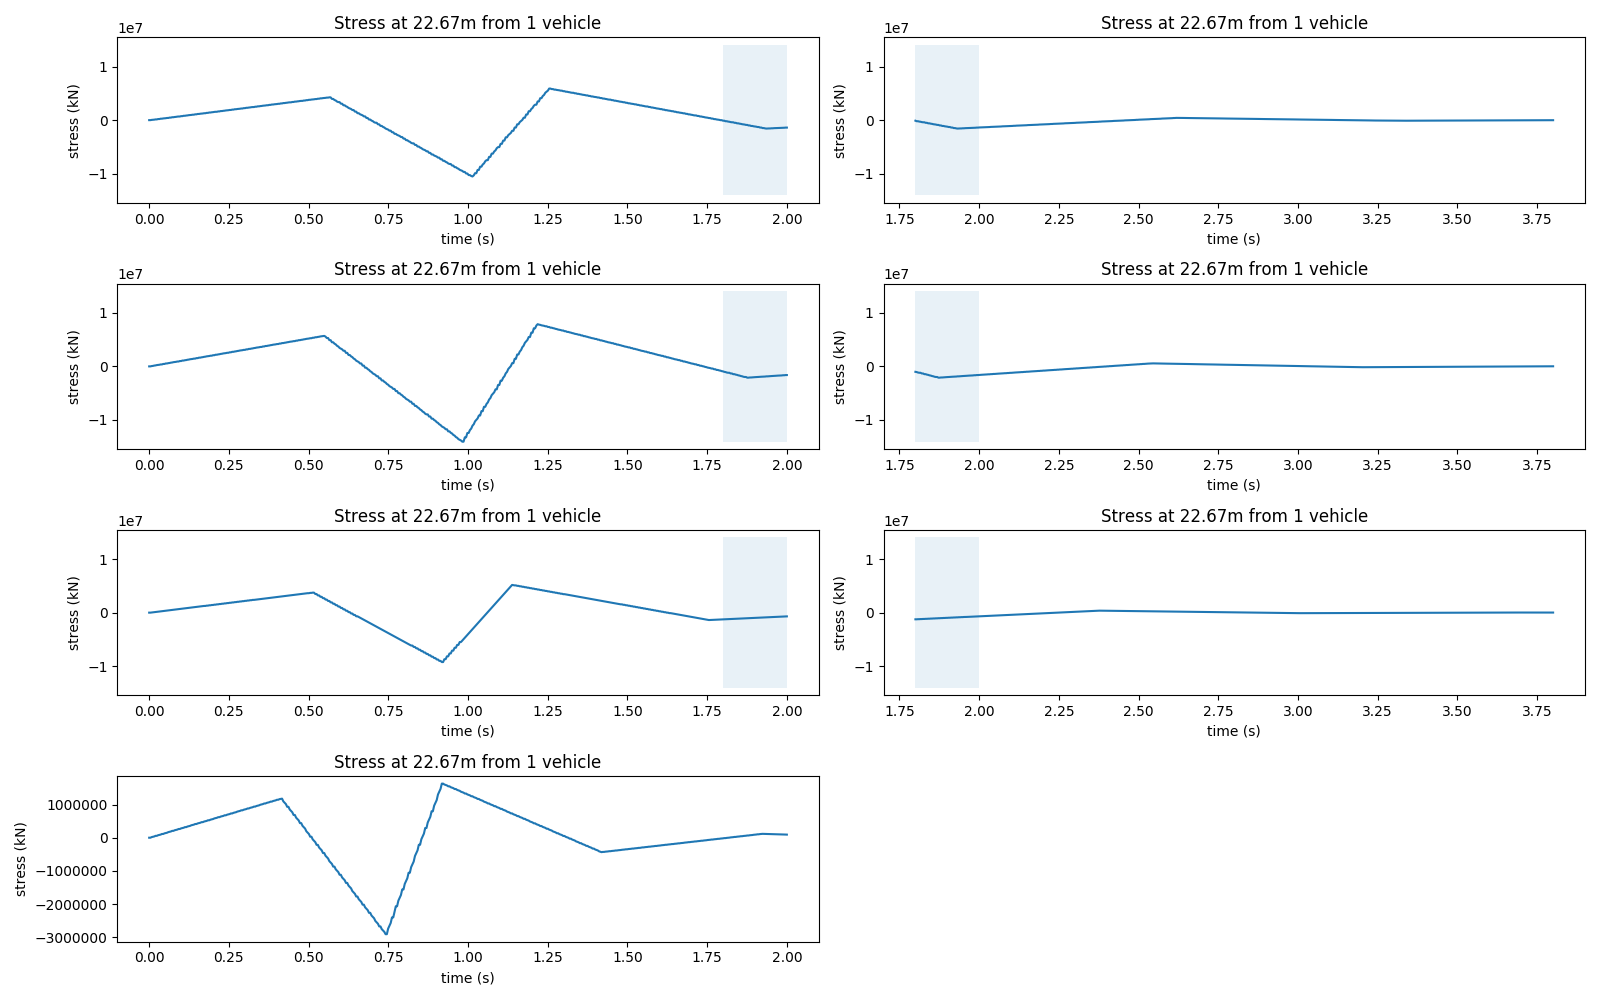 Stress at 22.67m from 1 vehicle
1e7
stress (kN)
1
0
−1
0.00 0.25 0.50 0.75 1.00 1.25 1.50 1.75 2.00
time (s)
Stress at 22.67m from 1 vehicle
1e7
stress (kN)
1
0
−1
1.75 2.00 2.25 2.50 2.75 3.00 3.25 3.50 3.75
time (s)
Stress at 22.67m from 1 vehicle
1e7
stress (kN)
1
0
−1
0.00 0.25 0.50 0.75 1.00 1.25 1.50 1.75 2.00
time (s)
Stress at 22.67m from 1 vehicle
1e7
stress (kN)
1
0
−1
1.75 2.00 2.25 2.50 2.75 3.00 3.25 3.50 3.75
time (s)
Stress at 22.67m from 1 vehicle
1e7
stress (kN)
1
0
−1
0.00 0.25 0.50 0.75 1.00 1.25 1.50 1.75 2.00
time (s)
Stress at 22.67m from 1 vehicle
1e7
stress (kN)
1
0
−1
1.75 2.00 2.25 2.50 2.75 3.00 3.25 3.50 3.75
time (s)
Stress at 22.67m from 1 vehicle
stress (kN)
1000000
0
−1000000
−2000000
−3000000
0.00 0.25 0.50 0.75 1.00 1.25 1.50 1.75 2.00
time (s)